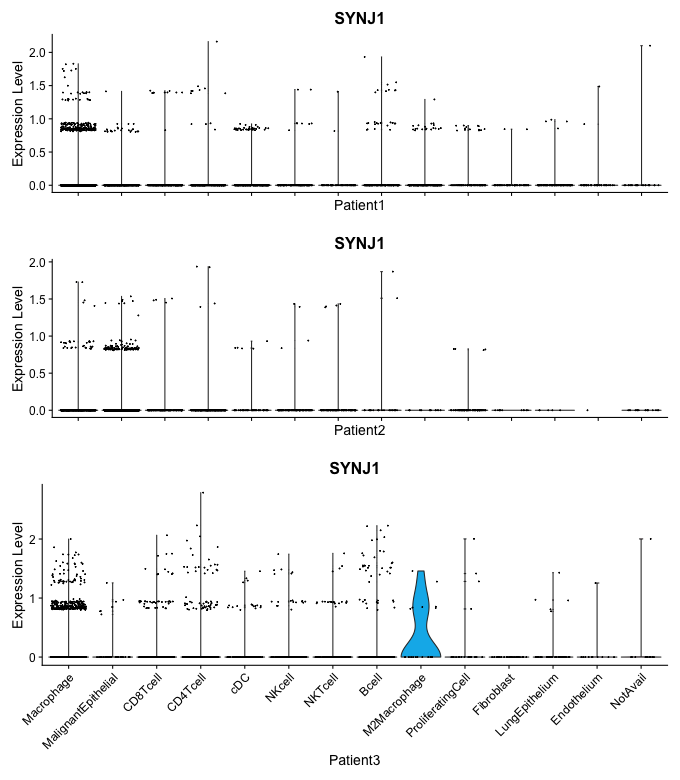 SYNJ1
Expression Level
2.0
1.5
1.0
0.5
0.0
Patient1
SYNJ1
Expression Level
2.0
1.5
1.0
0.5
0.0
Patient2
SYNJ1
Expression Level
2
1
0
Macrophage
MalignantEpithelial
CD8Tcell
CD4Tcell
cDC
NKcell
NKTcell
Bcell
M2Macrophage
ProliferatingCell
Fibroblast
LungEpithelium
Endothelium
NotAvail
Patient3